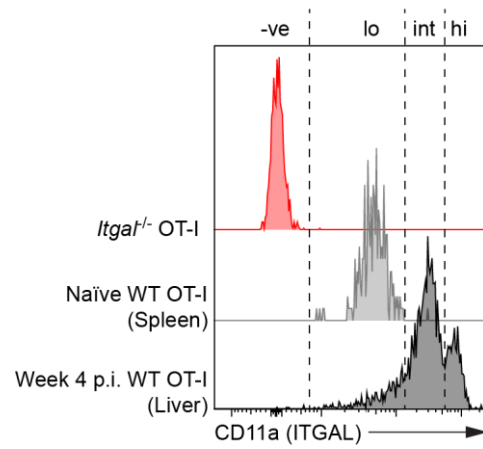 -ve lo int hi
Itgal-/- OT-I
Naïve WT OT-I
(Spleen)
Week 4 p.i. WT OT-I
(Liver)
CD11a (ITGAL)